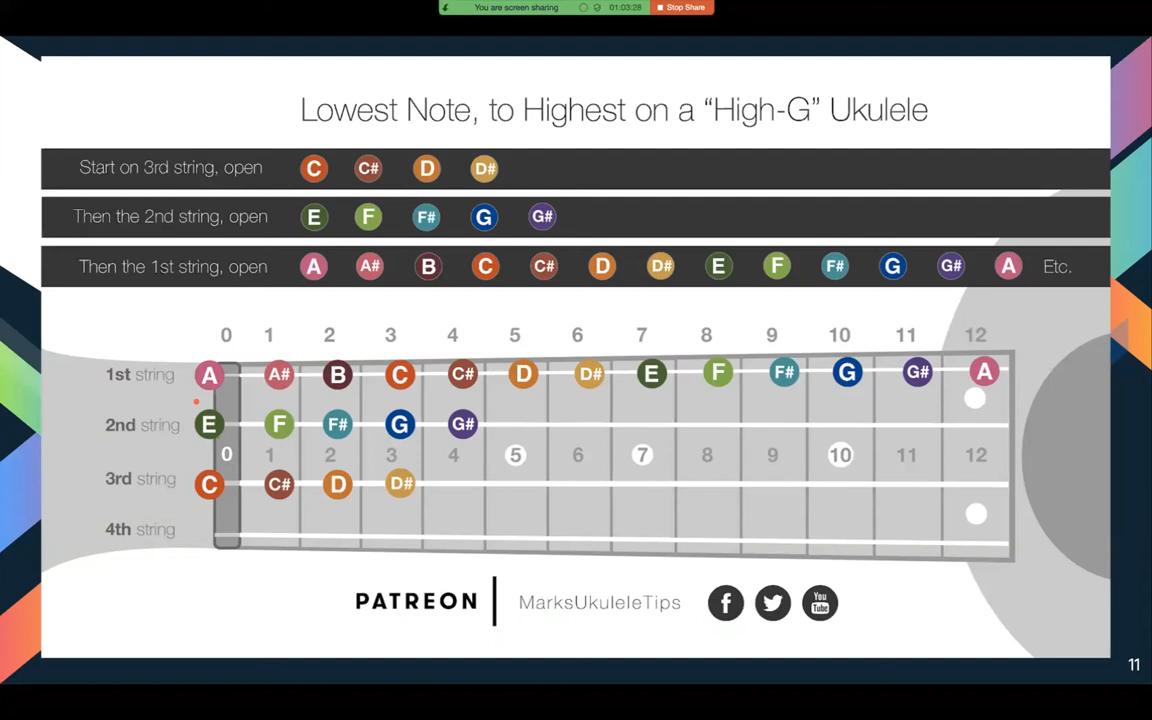 You are screen sharing 01:03:28 Stop Share
Lowest Note, to Highest on a “High-G” Ukulele
Start on 3rd string, open C C# D D#
Then the 2nd string, open E F F# G G#
Then the 1st string, open A A# B C C# D D# E F F# G G# A Etc.
0 1 2 3 4 5 6 7 8 9 10 11 12
1st string A A# B C C# D D# E F F# G G# A
2nd string E F F# G G#
0 1 2 3 4 5 6 7 8 9 10 11 12
3rd string C C# D D#
4th string
PATREON MarksUkuleleTips f You Tube
11